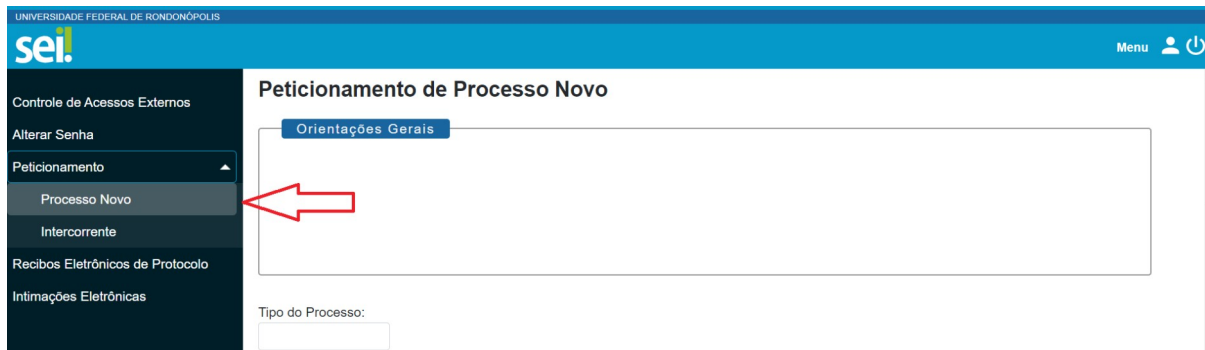 UNIVERSIDADE FEDERAL DE RONDONÓPOLIS
sei!
Menu
Controle de Acessos Externos
Alterar Senha
Peticionamento
Processo Novo
Intercorrente
Recibos Eletrônicos de Protocolo
Intimações Eletrônicas
Peticionamento de Processo Novo
Orientações Gerais
Tipo do Processo: